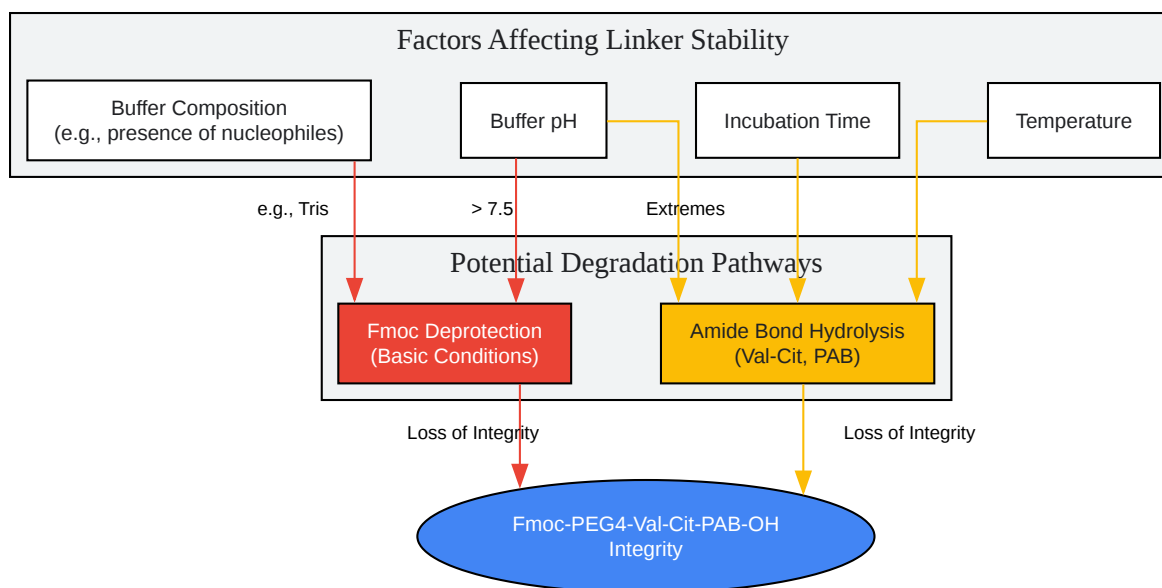 Factors Affecting Linker Stability
Buffer Composition
(e.g., presence of nucleophiles)
Buffer pH
Incubation Time
Temperature
e.g., Tris
> 7.5
Extremes
Potential Degradation Pathways
Fmoc Deprotection
(Basic Conditions)
Amide Bond Hydrolysis
(Val-Cit, PAB)
Loss of Integrity
Loss of Integrity
Fmoc-PEG4-Val-Cit-PAB-OH
Integrity